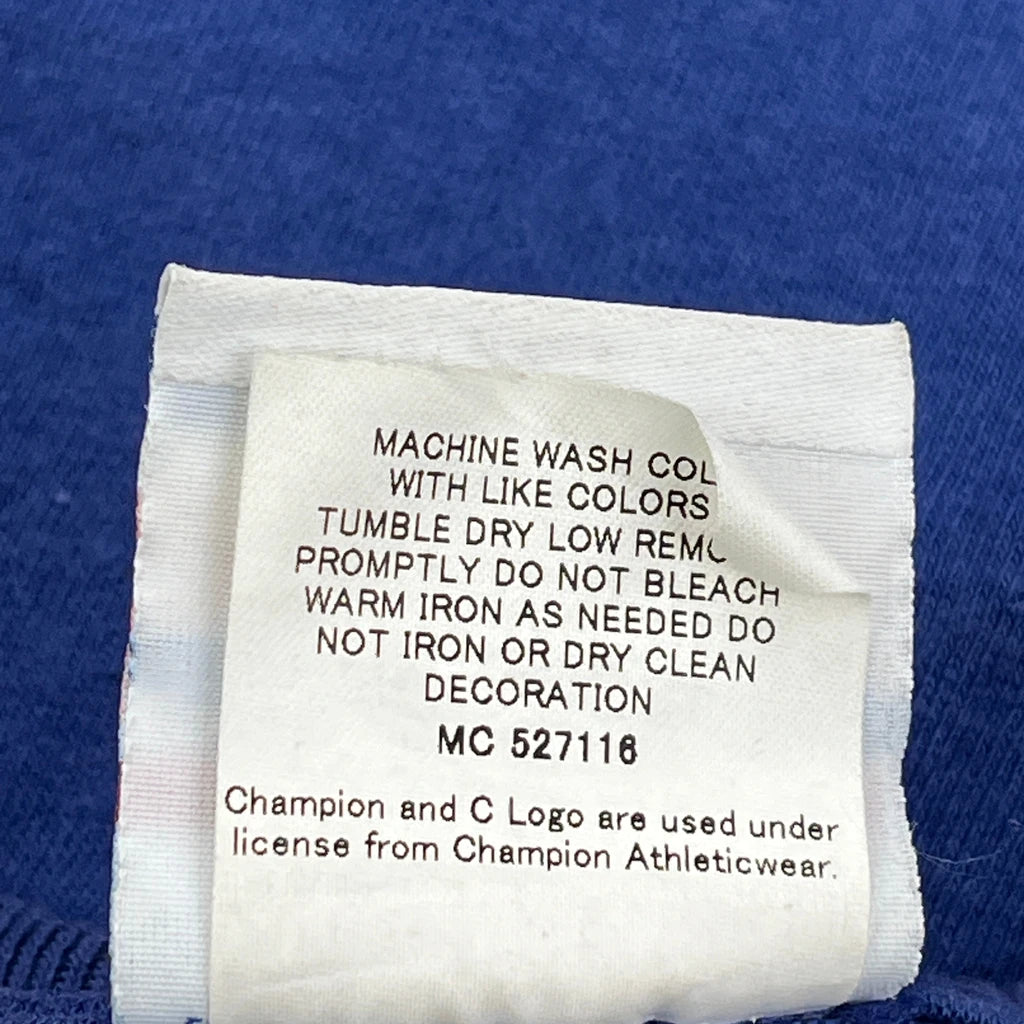 MACHINE WASH COL
WITH LIKE COLORS
TUMBLE DRY LOW REM
PROMPTLY DO NOT BLEACH
WARM IRON AS NEEDED DO
NOT IRON OR DRY CLEAN
DECORATION
MC 527116
Champion and C Logo are used under
license from Champion Athleticwear.